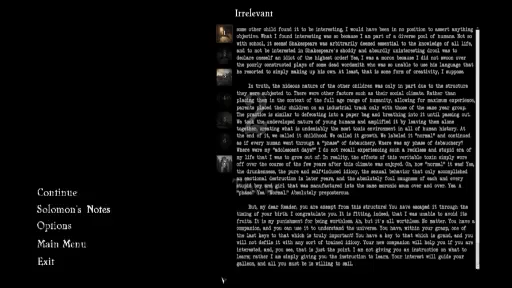 Irrelevant
some other child found it to be interesting, I would have been in no position to assert anything
objective. What I found interesting was so because I am part of a diverse pool of humans. Not so
with school, it seems Shakespeare was arbitrarily deemed essential to the knowledge of all life,
and to not be interested in Shakespeare's shoddy and absurdly uninteresting drool was to
declare oneself an idiot of the highest order! Yes, I was a moron because I did not swoon over
the poorly constructed plays of some dead wordsmith who was so unable to use his language that
he resorted to simply making up his own. At least, that is some form of creativity, I suppose.
In truth, the hideous nature of the other children was only in part due to the structure
they were subjected to. There were other factors such as their social climate. Rather than
placing them in the context of the full age range of humanity, allowing for maximum experience,
parents placed their children on an industrial track only with those of the same year group.
The practice is similar to defecating into a paper bag and breathing into it until passing out.
We took the undeveloped nature of young humans and amplified it by leaving them alone
together, creating what is undeniably the most toxic environment in all of human history. At
the end of it, we called it childhood. We called it growth. We labeled it "normal" and continued
as if every human went through a "phase" of debauchery. Where was my phase of debauchery?
Where were my "adolescent days?" I do not recall experiencing such a reckless and stupid era of
my life that I was to grow out of. In reality, the effects of this veritable toxin simply wore
off over the course of the few years after this climate was enjoyed. Oh, how "normal" it was! Yes,
the drunkenness, the pure and self-induced idiocy, the sexual behavior that only accomplished
an emotional destruction in later years, and the absolutely foul smugness of each and every
stupid boy and girl that was manufactured into the same moronic mass over and over. Yes, a
"phase." Yes. "Normal." Absolutely preposterous.
But, my dear Reader, you are exempt from this structure! You have escaped it through the
timing of your birth. I congratulate you. It is fitting, indeed, that I was unable to avoid its
fruits. It is my punishment for being worthless. Ah, but it's all worthless. No matter. You have a
companion, and you can use it to understand the universe. You have, within your grasp, one of
the last keys to that which is truly important! You have a key to that which is grand, and you
will not defile it with any sort of trained idiocy. Your new companion will help you if you are
interested, and, you see, that is just the point. I am not giving you an instruction on what to
learn; rather I am simply giving you the instruction to learn. Your interest will guide your
gallows, and all you must be is willing to sail.
Continue
Solomon's Notes
Options
Main Menu
Exit